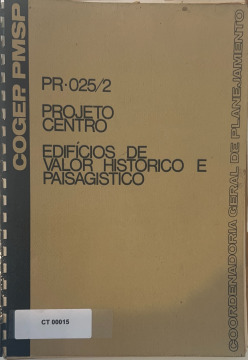 COGEP PMSP
PR·025/2
PROJETO
CENTRO
EDIFÍCIOS DE
VALOR HISTÓRICO E
PAISAGÍSTICO
COORDENADORIA GERAL DE PLANEJAMENTO
CT 00015